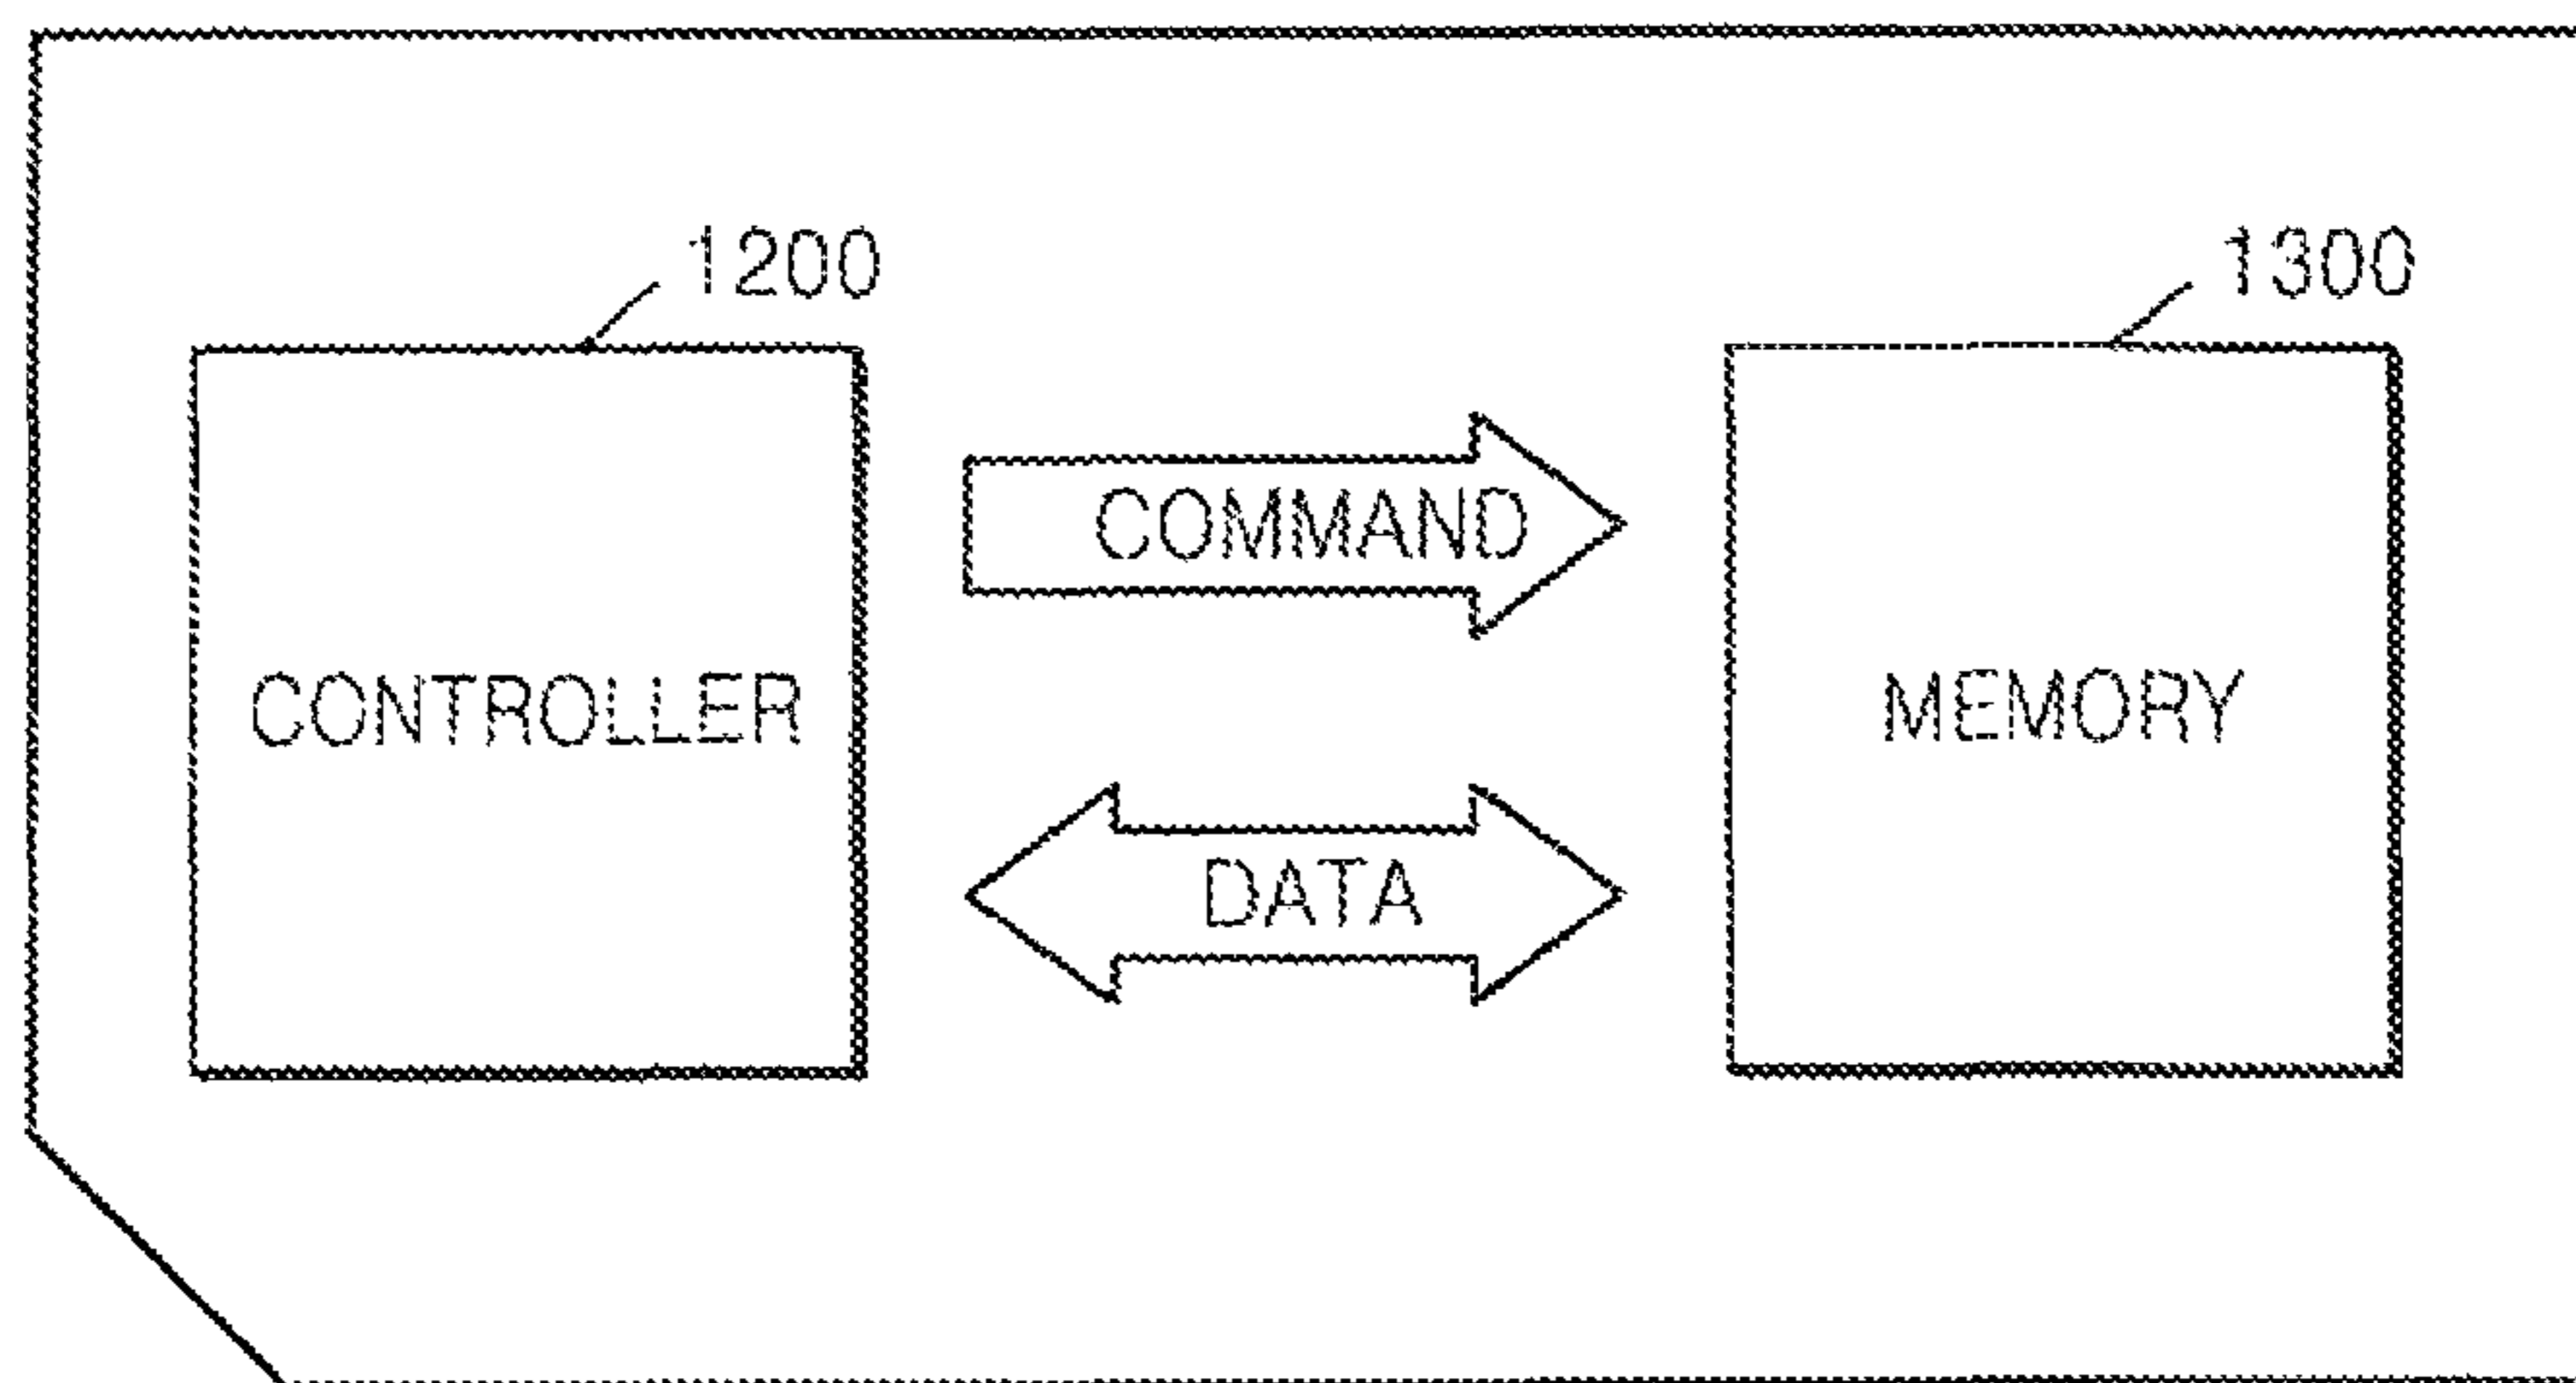 1200
1300
COMMAND
CONTROLLER
MEMORY
DATA